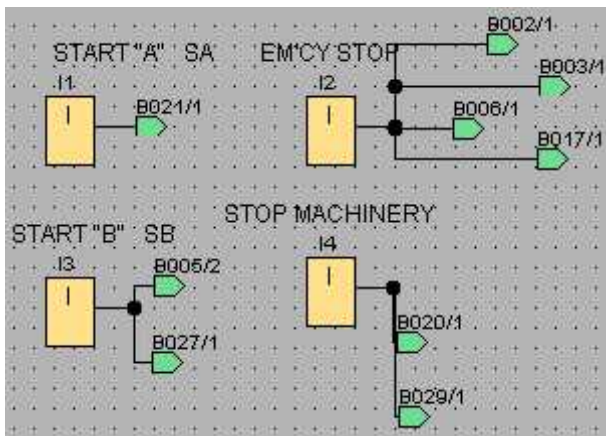 B002/1
START "A" SA
EM'CY STOP
B003/1
I1
I2
B021/1
B006/1
I
I
B017/1
STOP MACHINERY
START "B" SB
I4
I3
B005/2
I
I
B020/1
B027/1
B029/1